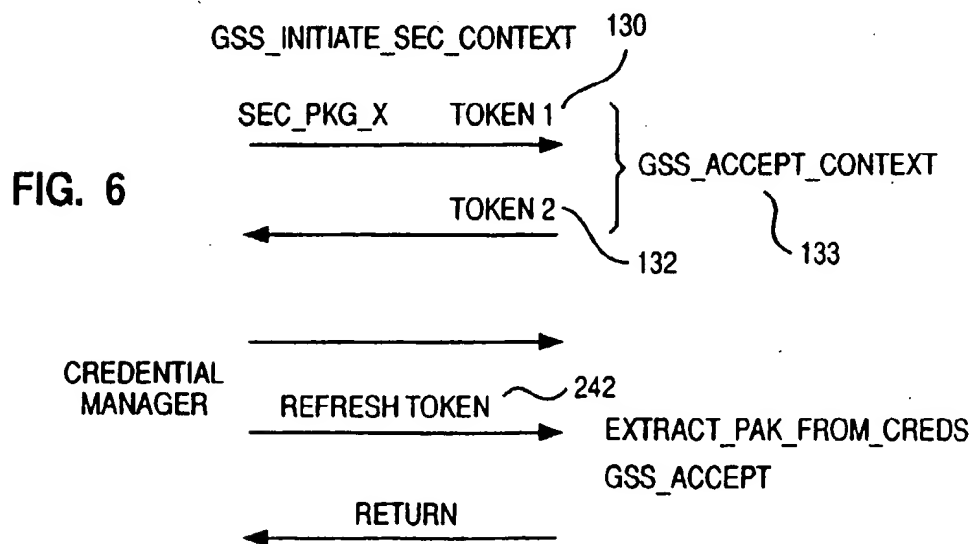 GSS_INITIATE_SEC_CONTEXT
130
SEC_PKG_X TOKEN 1
GSS_ACCEPT_CONTEXT
FIG. 6
TOKEN 2
132
133
CREDENTIAL
MANAGER
REFRESH TOKEN
242
EXTRACT_PAK_FROM_CREDS
GSS_ACCEPT
RETURN